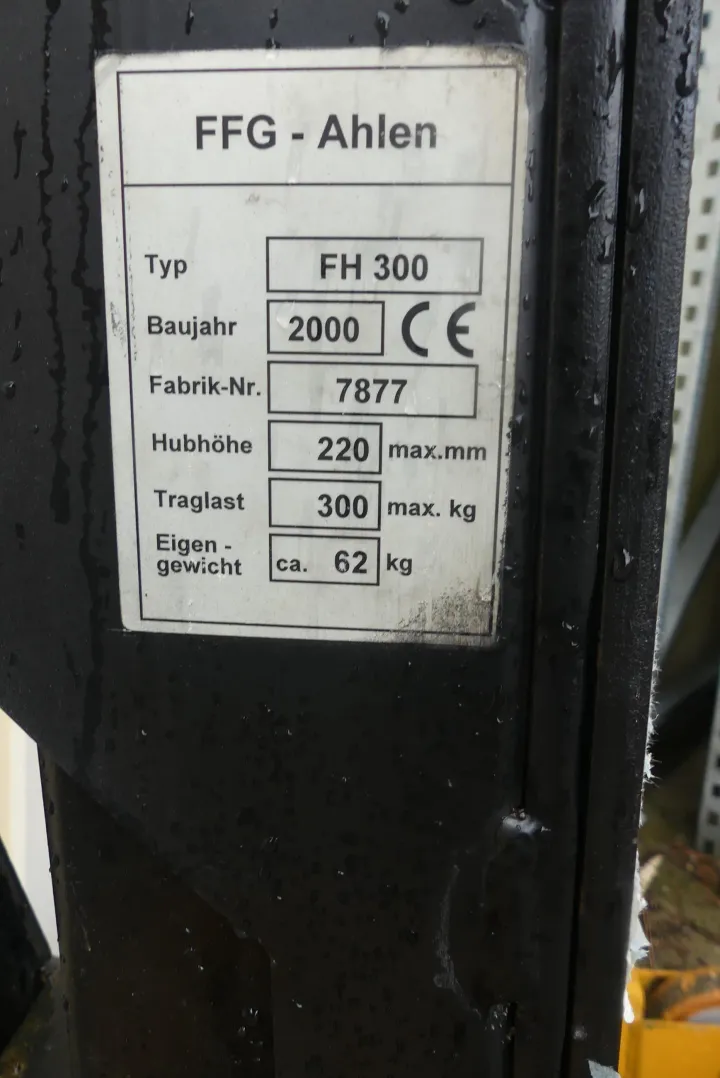 FFG - Ahlen
Typ FH 300
Baujahr 2000 CE
Fabrik-Nr. 7877
Hubhöhe 220 max.mm
Traglast 300 max. kg
Eigen -
gewicht ca. 62 kg